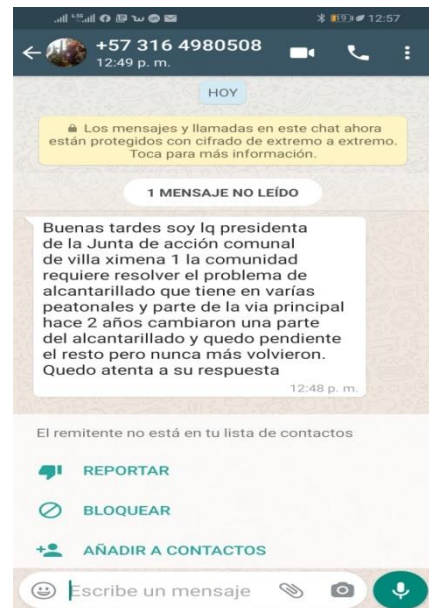 12:57
+57 316 4980508
12:49 p. m.
HOY
Los mensajes y llamadas en este chat ahora
están protegidos con cifrado de extremo a extremo.
Toca para más información.
1 MENSAJE NO LEÍDO
Buenas tardes soy lq presidenta
de la Junta de acción comunal
de villa ximena 1 la comunidad
requiere resolver el problema de
alcantarillado que tiene en varías
peatonales y parte de la via principal
hace 2 años cambiaron una parte
del alcantarillado y quedo pendiente
el resto pero nunca más volvieron.
Quedo atenta a su respuesta
12:48 p. m.
El remitente no está en tu lista de contactos
REPORTAR
BLOQUEAR
AÑADIR A CONTACTOS
Escribe un mensaje